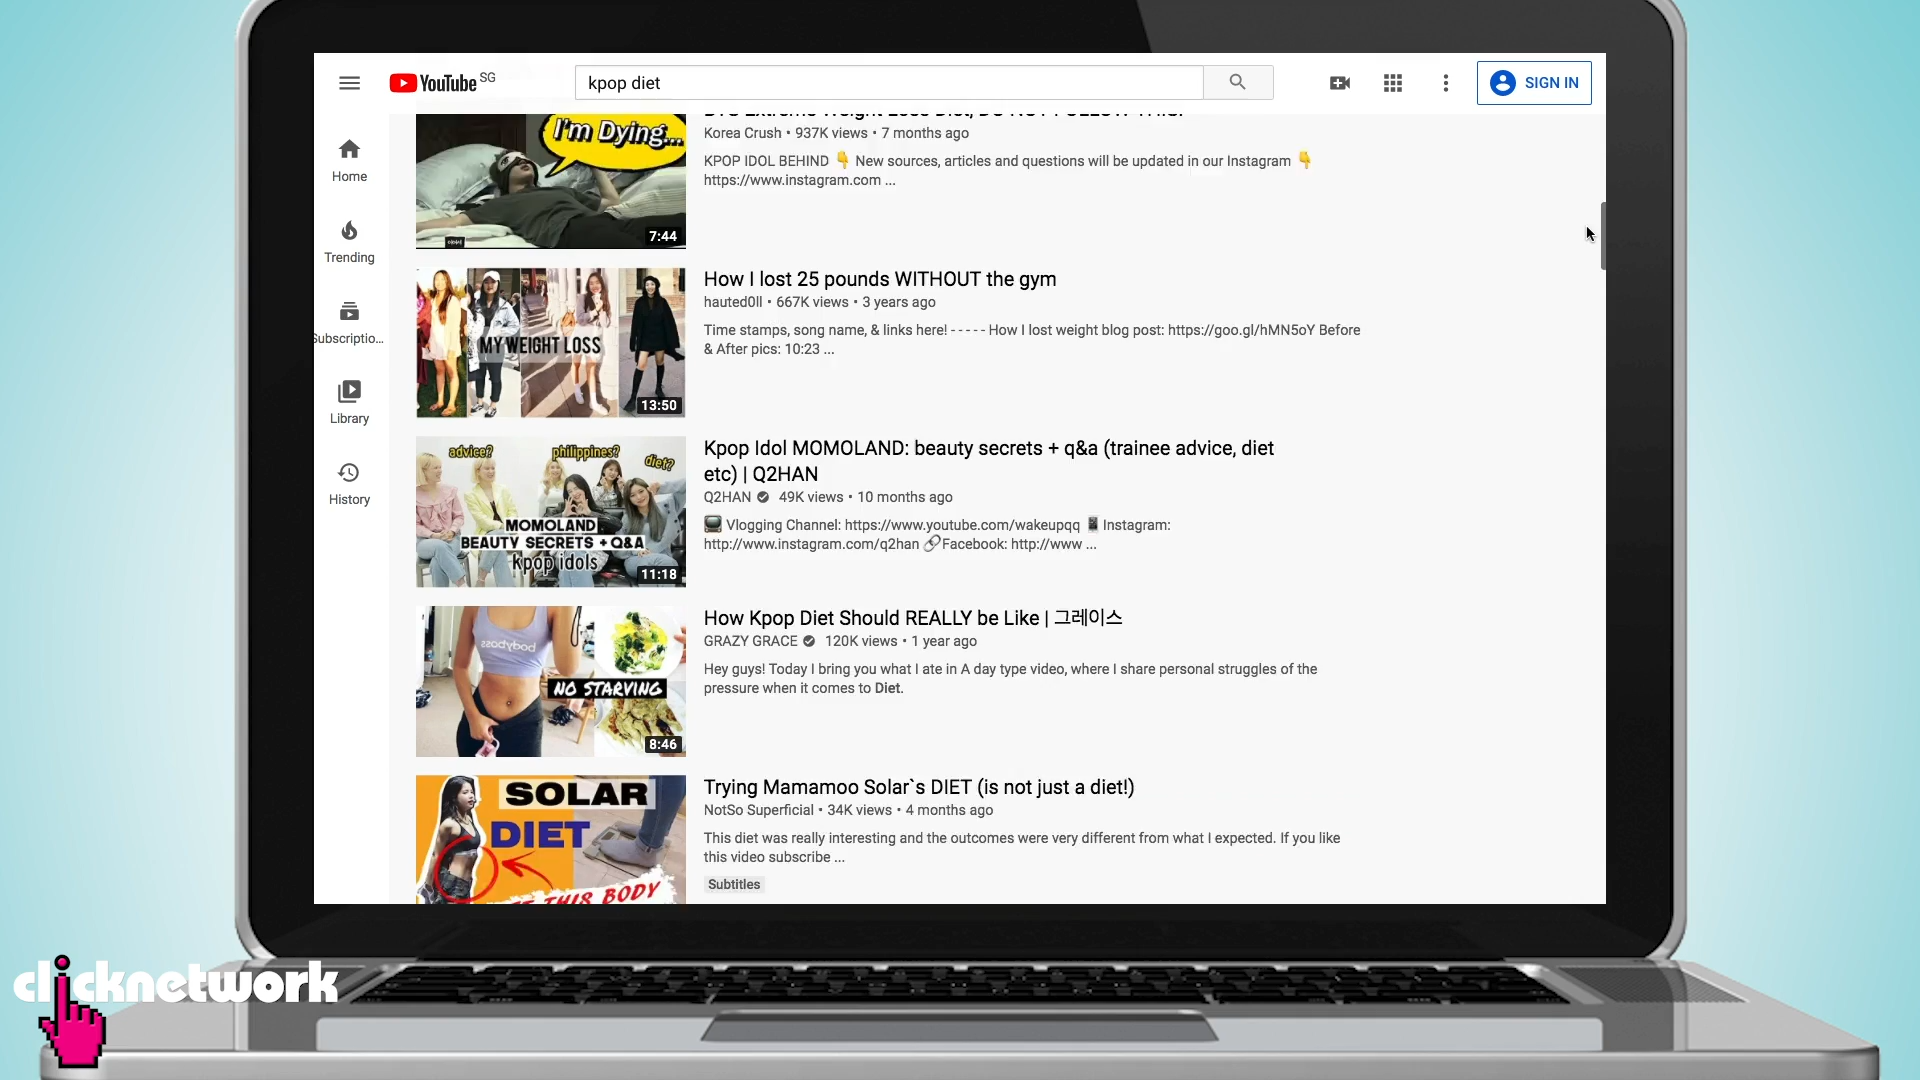 YouTube SG
kpop diet
SIGN IN
Home
Trending
Subscriptio...
Library
History
I'm Dying...
7:44
Korea Crush • 937K views • 7 months ago
KPOP IDOL BEHIND 👇 New sources, articles and questions will be updated in our Instagram 👇
https://www.instagram.com ...
MY WEIGHT LOSS
13:50
How I lost 25 pounds WITHOUT the gym
hauted0ll • 667K views • 3 years ago
Time stamps, song name, & links here! - - - - - How I lost weight blog post: https://goo.gl/hMN5oY Before
& After pics: 10:23 ...
advice?
philippines?
diet?
MOMOLAND
BEAUTY SECRETS + Q&A
kpop idols
11:18
Kpop Idol MOMOLAND: beauty secrets + q&a (trainee advice, diet
etc) | Q2HAN
Q2HAN 49K views • 10 months ago
📺 Vlogging Channel: https://www.youtube.com/wakeupqq 📱 Instagram:
http://www.instagram.com/q2han 🔗Facebook: http://www ...
bodyboss
NO STARVING
8:46
How Kpop Diet Should REALLY be Like | 그레이스
GRAZY GRACE 120K views • 1 year ago
Hey guys! Today I bring you what I ate in A day type video, where I share personal struggles of the
pressure when it comes to Diet.
SOLAR
DIET
THIS BODY
Trying Mamamoo Solar`s DIET (is not just a diet!)
NotSo Superficial • 34K views • 4 months ago
This diet was really interesting and the outcomes were very different from what I expected. If you like
this video subscribe ...
Subtitles
clicknetwork